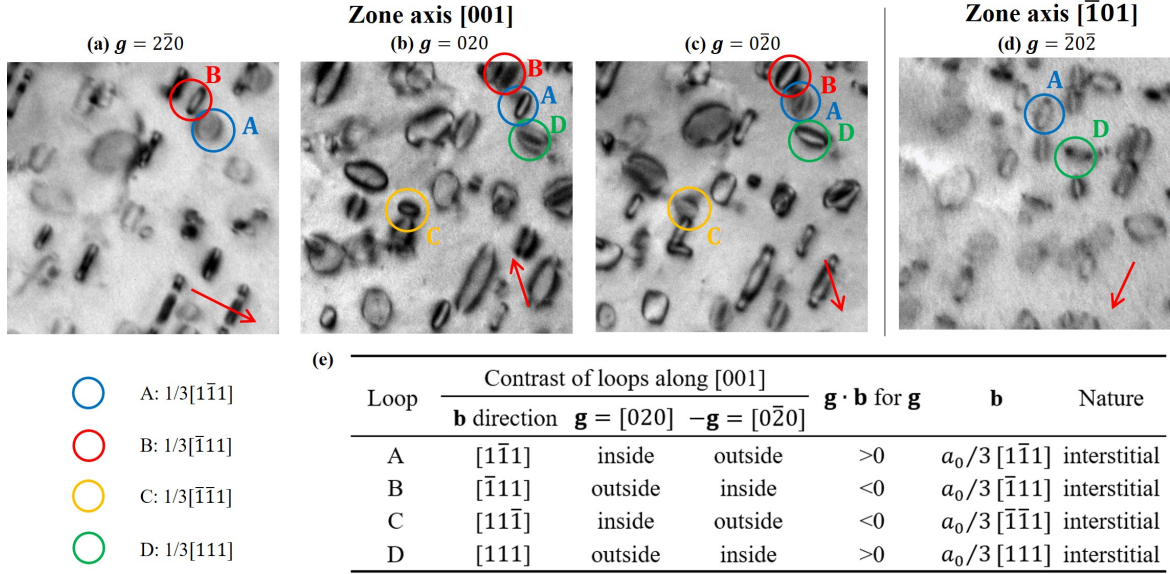 Zone axis [001]
Zone axis [1̄01]
(a) g = 22̄0
(b) g = 020
(c) g = 02̄0
(d) g = 2̄02̄
B
A
B
A
D
C
B
A
D
C
A
D
A: 1/3[11̄1]
B: 1/3[1̄11]
C: 1/3[1̄1̄1]
D: 1/3[111]
(e)
Loop Contrast of loops along [001] g · b for g b Nature
b direction g = [020] −g = [02̄0]
A [11̄1] inside outside >0 a₀/3 [11̄1] interstitial
B [1̄11] outside inside <0 a₀/3 [1̄11] interstitial
C [111̄] inside outside <0 a₀/3 [1̄1̄1] interstitial
D [111] outside inside >0 a₀/3 [111] interstitial